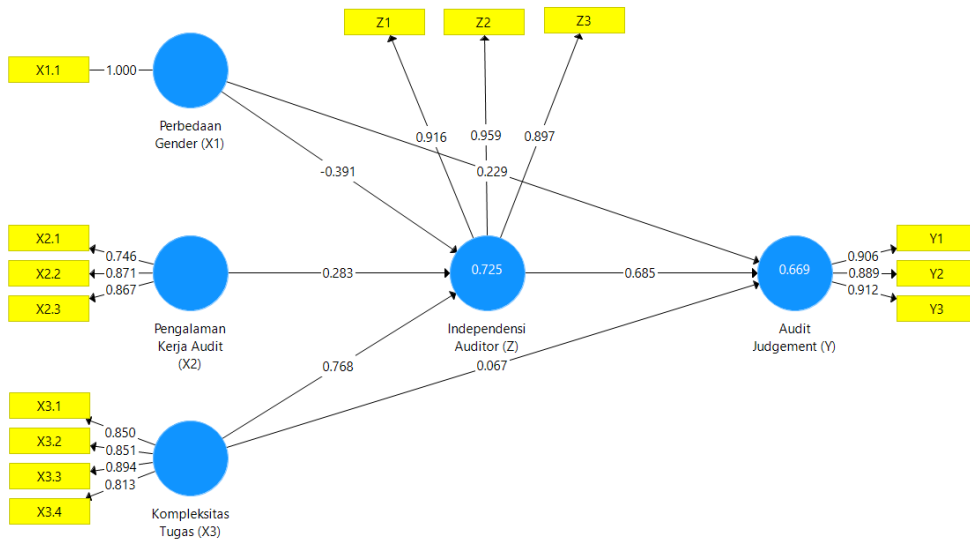 Z1
Z2
Z3
X1.1
1.000
Perbedaan
Gender (X1)
0.916
0.959
0.897
-0.391
0.229
X2.1
X2.2
X2.3
0.746
0.871
0.867
Pengalaman
Kerja Audit
(X2)
0.283
0.725
Independensi
Auditor (Z)
0.685
0.669
Audit
Judgement (Y)
0.906
0.889
0.912
Y1
Y2
Y3
0.768
0.067
X3.1
X3.2
X3.3
X3.4
0.850
0.851
0.894
0.813
Kompleksitas
Tugas (X3)